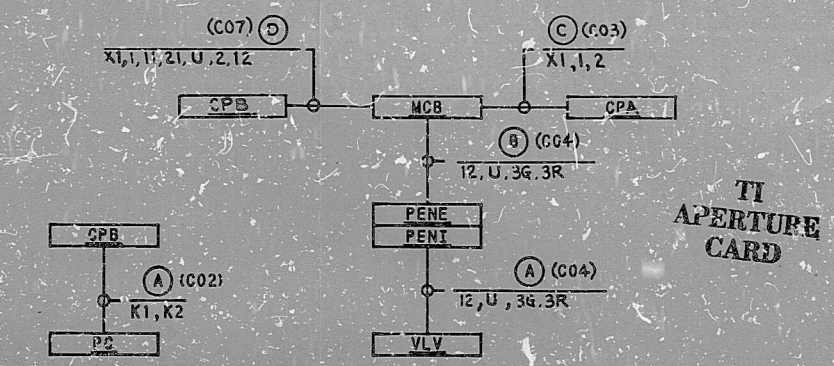 (C07) D
X1,1,11,21,U,2,12
C (C03)
X1,1,2
CPB
MCB
CPA
B (C04)
12,U,3G,3R
TI
APERTURE
CARD
PENE
PENI
CPB
A (C02)
K1,K2
A (C04)
12,U,3G,3R
VLV